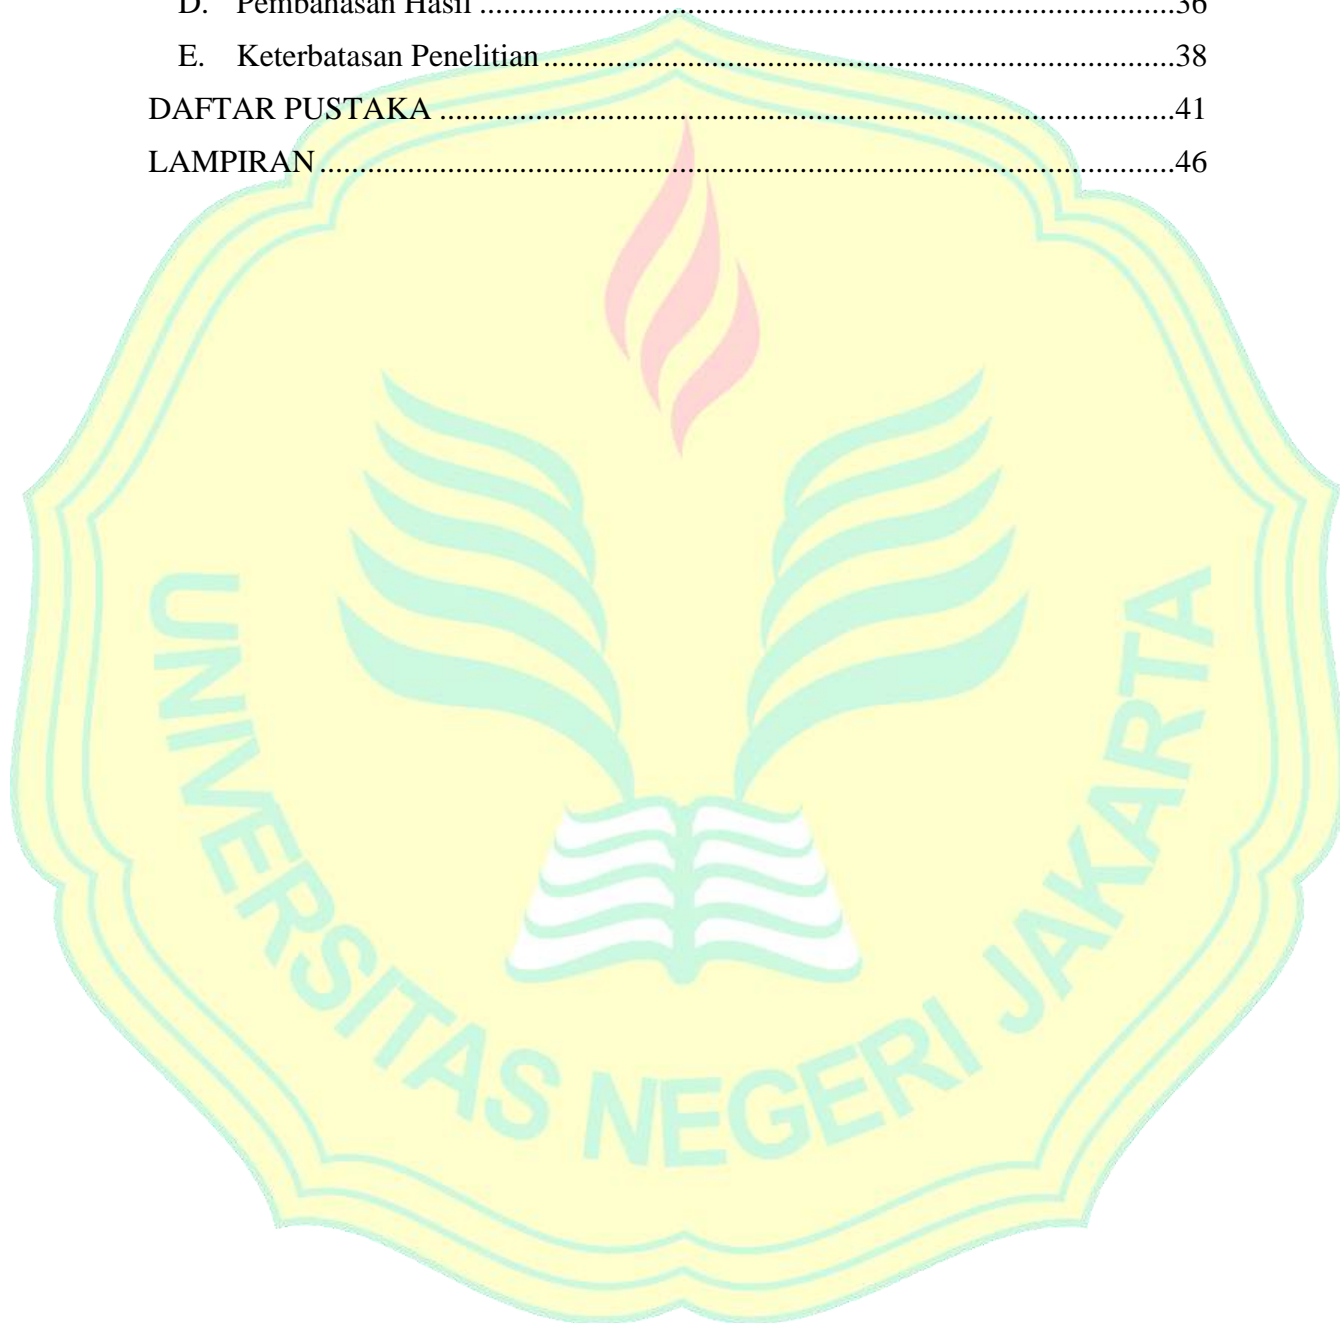 D. Pembahasan Hasil ........................................................................................36
E. Keterbatasan Penelitian ................................................................................38
DAFTAR PUSTAKA ............................................................................................41
LAMPIRAN ...........................................................................................................46
UNIVERSITAS NEGERI JAKARTA